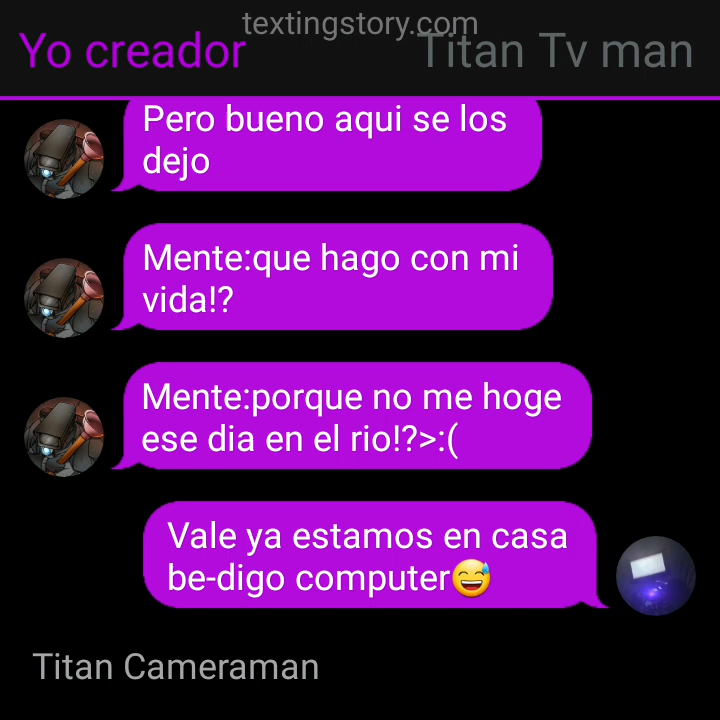 textingstory.com
Yo creador
Titan Tv man
Pero bueno aqui se los
dejo
Mente:que hago con mi
vida!?
Mente:porque no me hoge
ese dia en el rio!?>:(
Vale ya estamos en casa
be-digo computer😅
Titan Cameraman